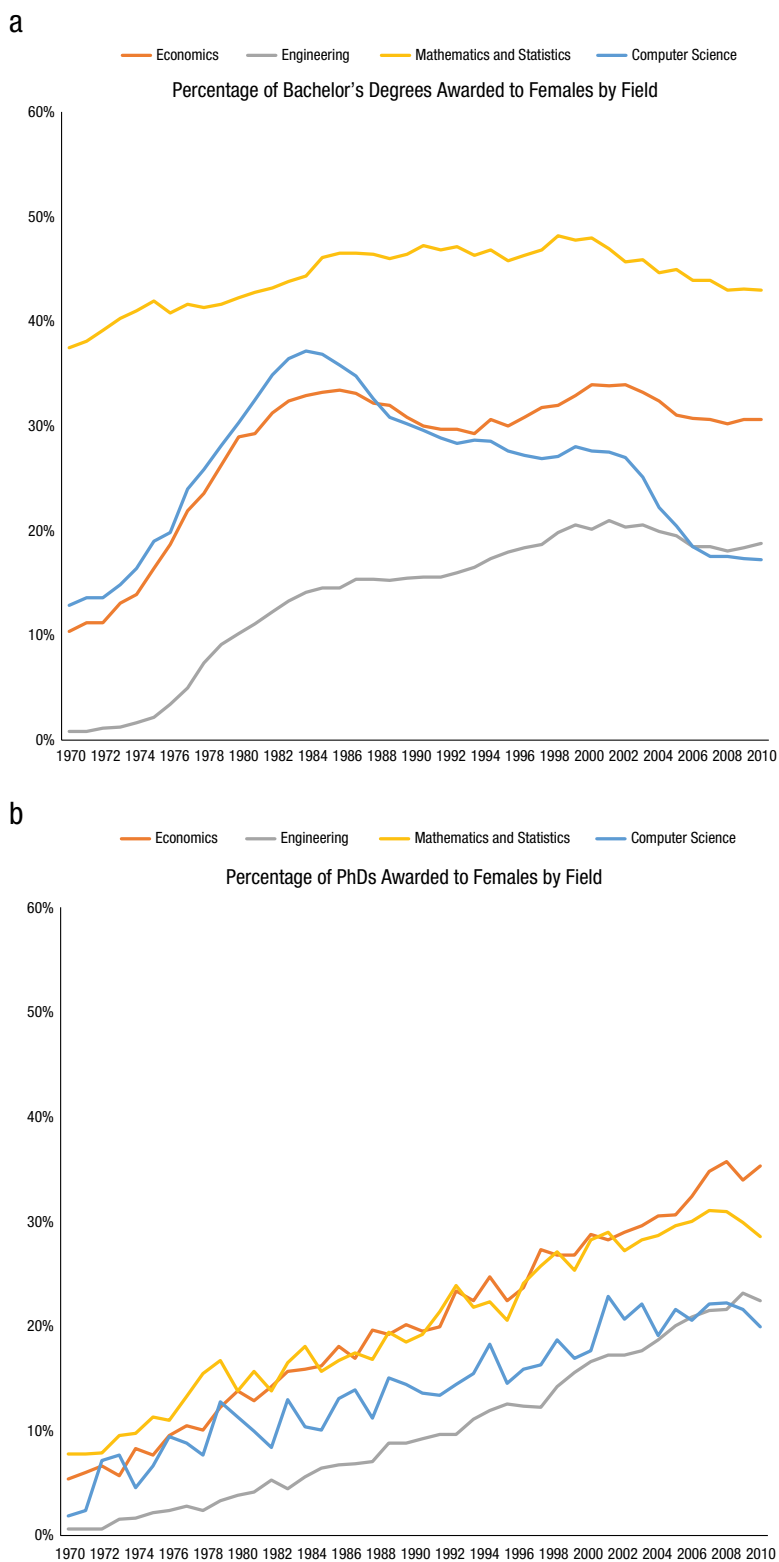 a
Economics Engineering Mathematics and Statistics Computer Science
Percentage of Bachelor’s Degrees Awarded to Females by Field
60%
50%
40%
30%
20%
10%
0%
1970 1972 1974 1976 1978 1980 1982 1984 1986 1988 1990 1992 1994 1996 1998 2000 2002 2004 2006 2008 2010
b
Economics Engineering Mathematics and Statistics Computer Science
Percentage of PhDs Awarded to Females by Field
60%
50%
40%
30%
20%
10%
0%
1970 1972 1974 1976 1978 1980 1982 1984 1986 1988 1990 1992 1994 1996 1998 2000 2002 2004 2006 2008 2010